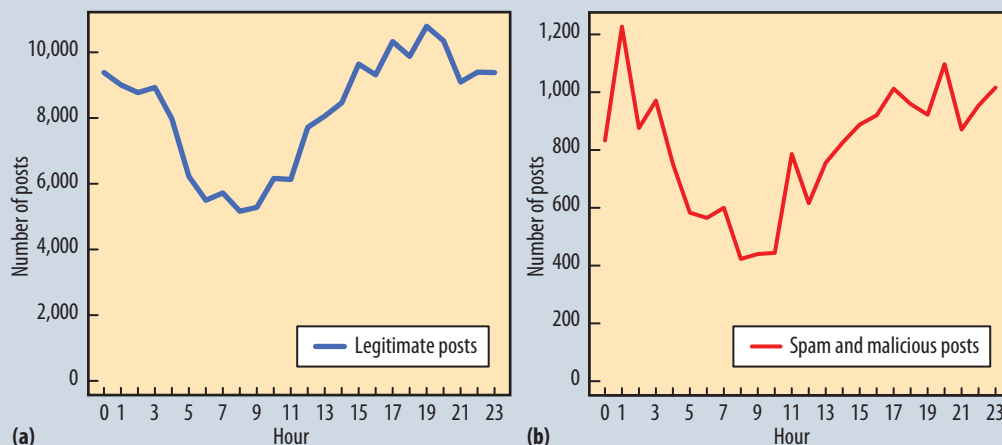 10,000
8,000
6,000
4,000
2,000
0
Number of posts
Legitimate posts
0 1 3 5 7 9 11 13 15 17 19 21 23
Hour
(a)
1,200
1,000
800
600
400
200
0
Number of posts
Spam and malicious posts
0 1 3 5 7 9 11 13 15 17 19 21 23
Hour
(b)